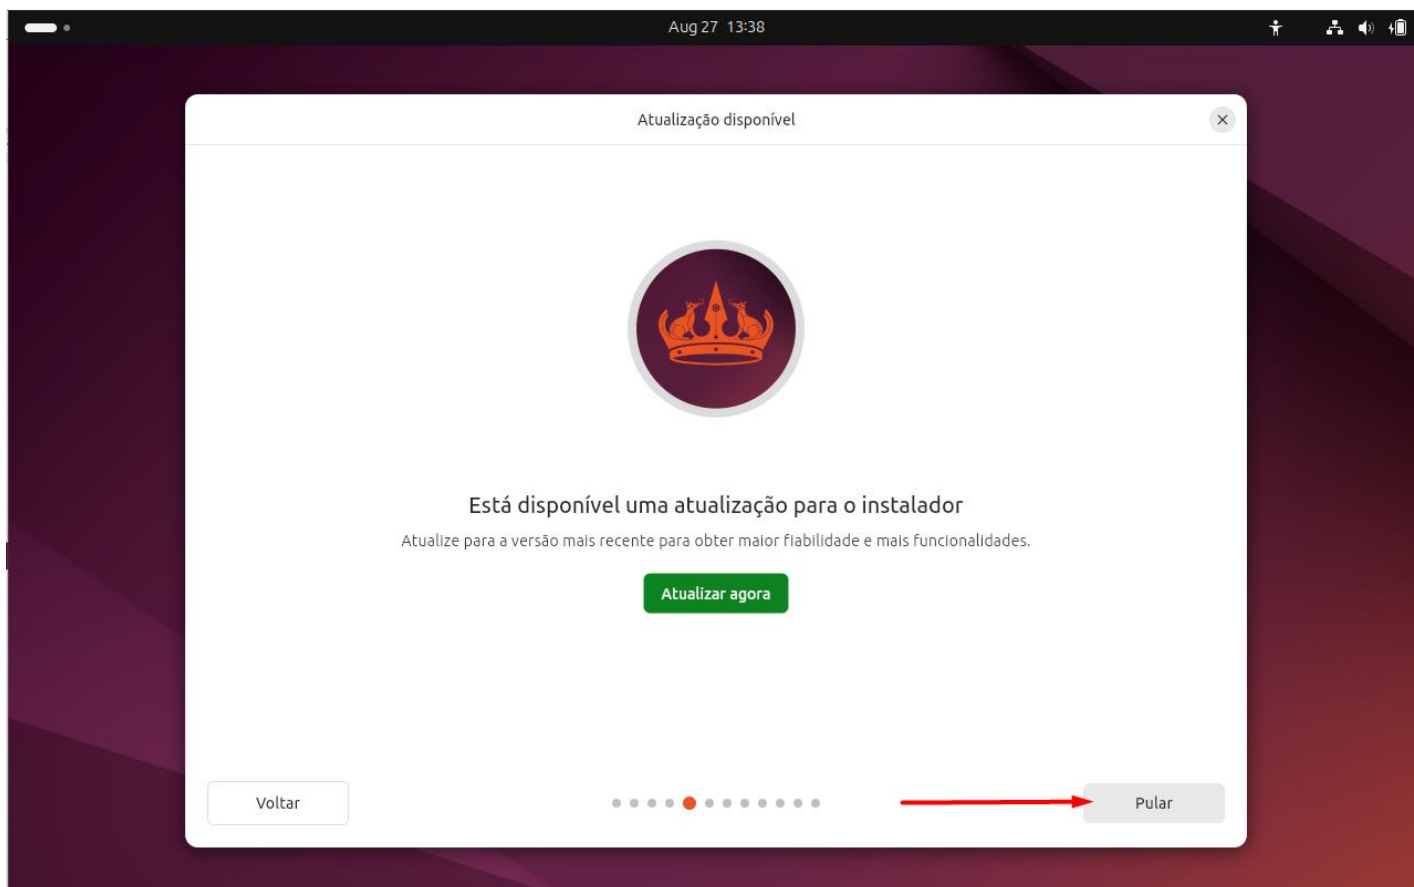 Aug 27 13:38
Atualização disponível
Está disponível uma atualização para o instalador
Atualize para a versão mais recente para obter maior fiabilidade e mais funcionalidades.
Atualizar agora
Voltar
Pular